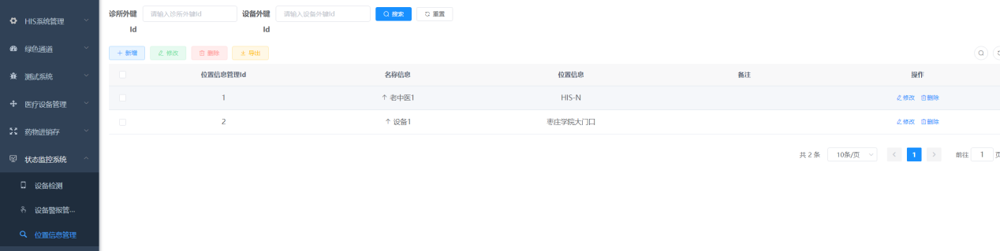 HIS系统管理
绿色通道
测试系统
医疗设备管理
药物进销存
状态监控系统
设备检测
设备警报管...
位置信息管理
诊所外键Id 请输入诊所外键Id 设备外键Id 请输入设备外键Id 搜索 重置
新增 修改 删除 导出
位置信息管理Id 名称信息 位置信息 备注 操作
1 ↑ 老中医1 HIS-N 修改 删除
2 ↑ 设备1 枣庄学院大门口 修改 删除
共 2 条 10条/页 < 1 > 前往 1 页